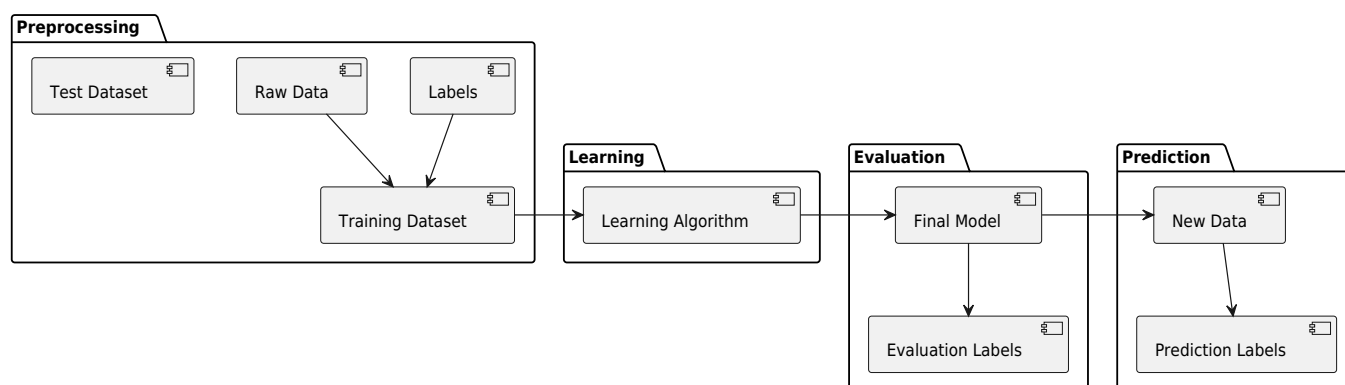 Preprocessing
Test Dataset
Raw Data
Labels
Training Dataset
Learning
Learning Algorithm
Evaluation
Final Model
Evaluation Labels
Prediction
New Data
Prediction Labels